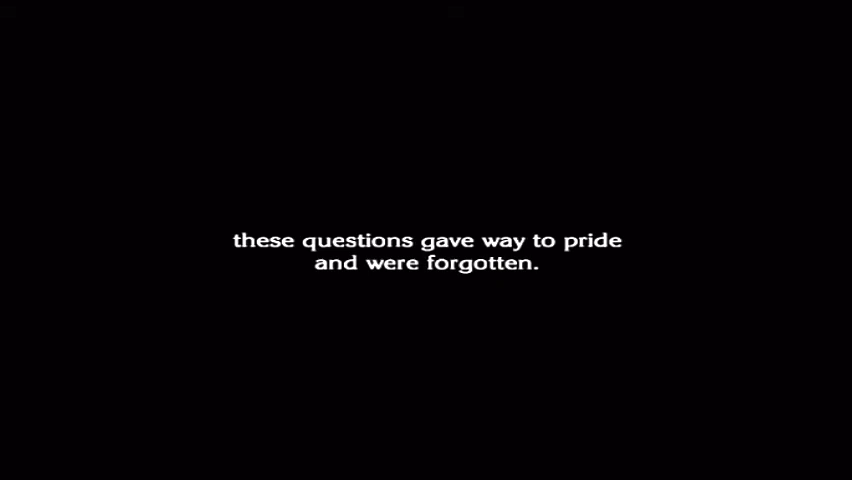 these questions gave way to pride
and were forgotten.